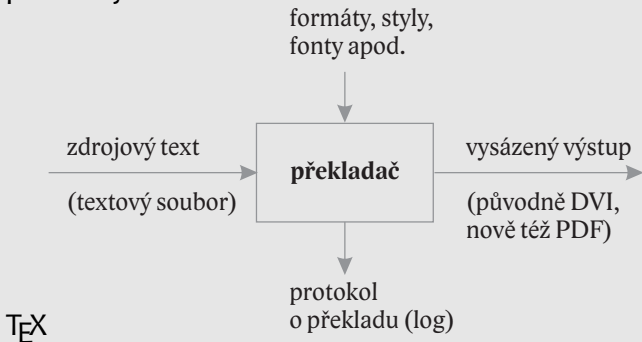 formáty, styly,
fonty apod.
zdrojový text
(textový soubor)
překladač
vysázený výstup
(původně DVI,
nově též PDF)
protokol
o překladu (log)
TEX